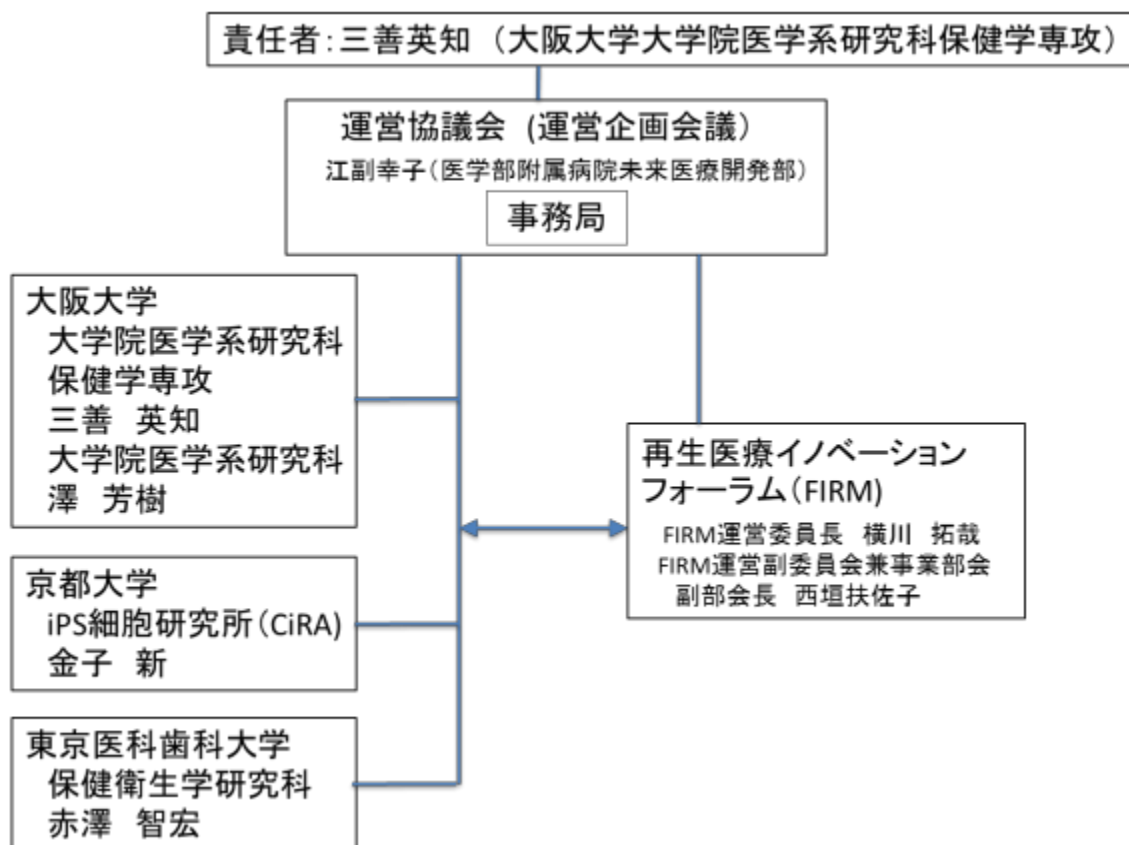 責任者：三善英知　（大阪大学大学院医学系研究科保健学専攻）
運営協議会 (運営企画会議）
江副幸子（医学部附属病院未来医療開発部）
事務局
大阪大学
大学院医学系研究科
保健学専攻
三善　英知
大学院医学系研究科
澤　芳樹
再生医療イノベーション
フォーラム（FIRM)
FIRM運営委員長　横川　拓哉
FIRM運営副委員会兼事業部会
副部会長　西垣扶佐子
京都大学
iPS細胞研究所（CiRA)
金子　新
東京医科歯科大学
保健衛生学研究科
赤澤　智宏